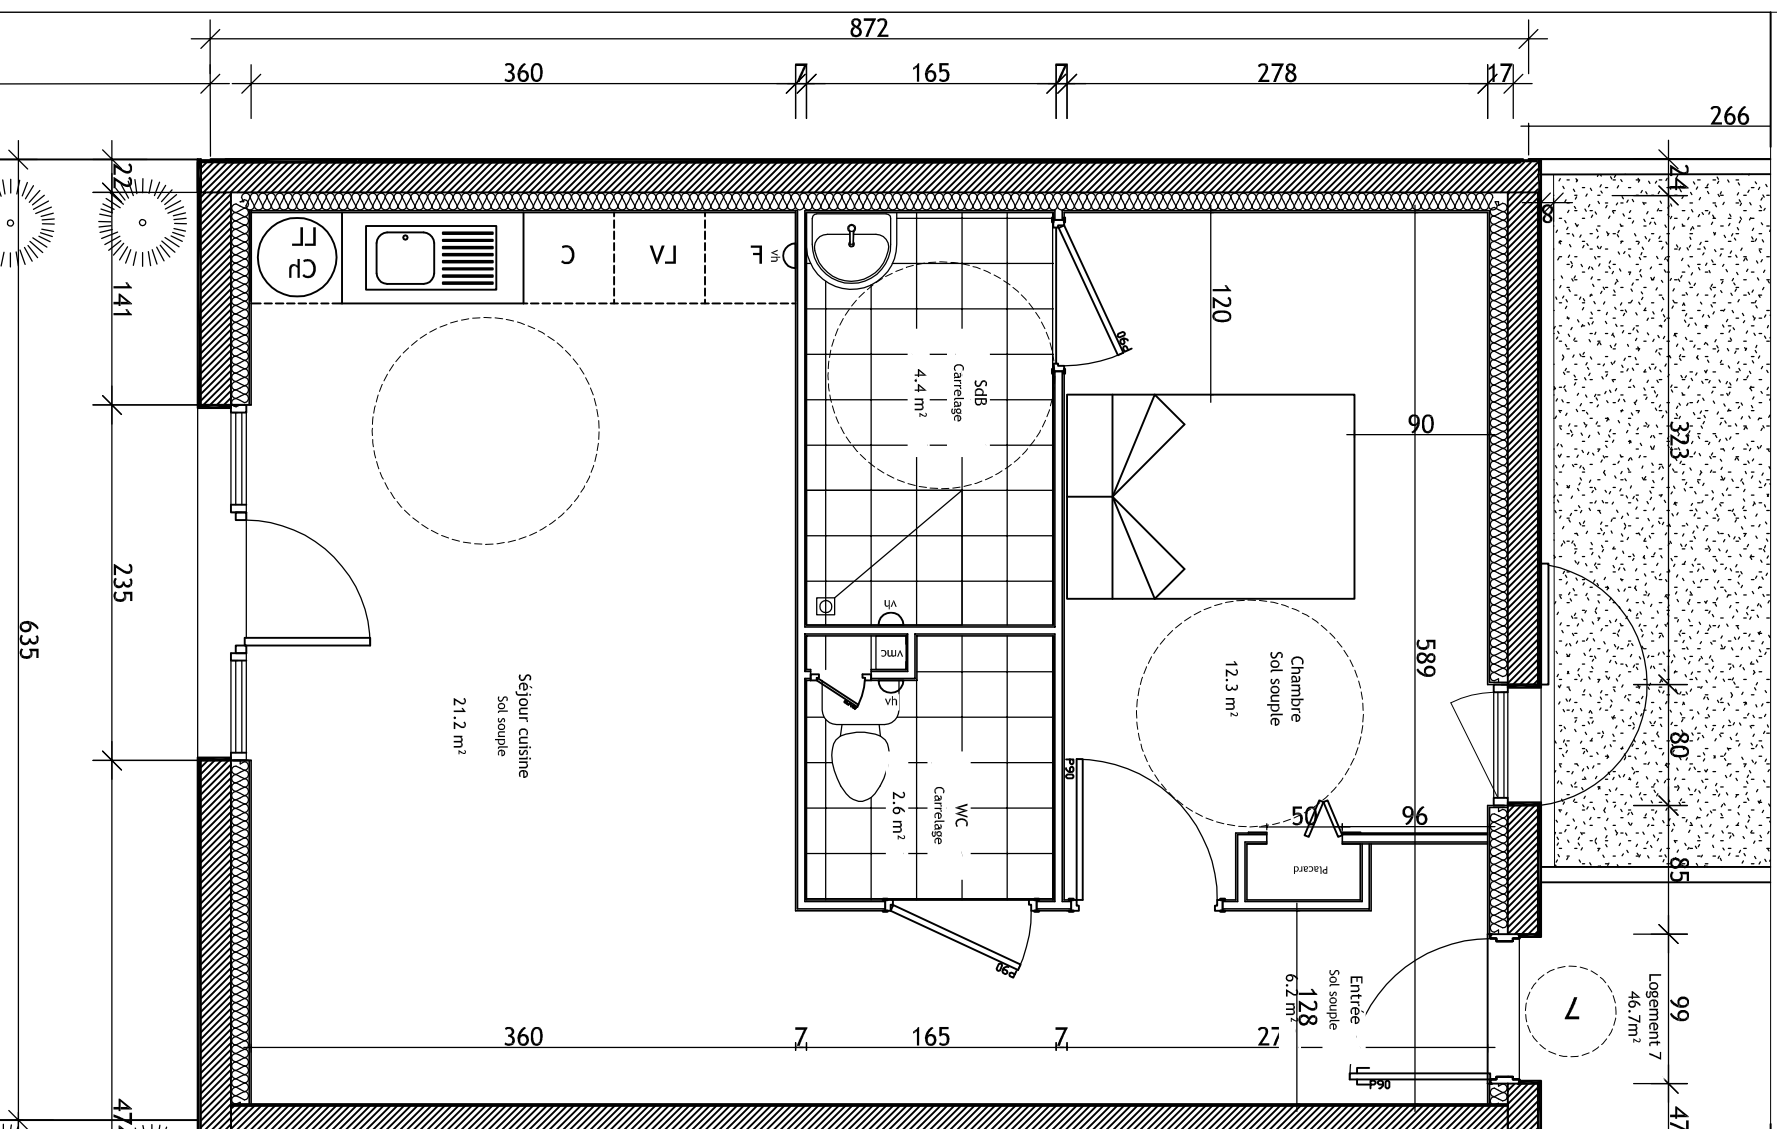 872
360
7
165
7
278
17
266
22
141
235
635
24
8
323
80
85
99
LL
Ch
C
LV
F
vh
SdB
Carrelage
4.4 m²
P90
120
90
589
vh
vmc
vh
Séjour cuisine
Sol souple
21.2 m²
Chambre
Sol souple
12.3 m²
WC
Carrelage
2.6 m²
P90
50
96
Placard
P90
Entrée
Sol souple
6.2 m²
128
P90
7
Logement 7
46.7m²
360
7
165
7
27
47
47